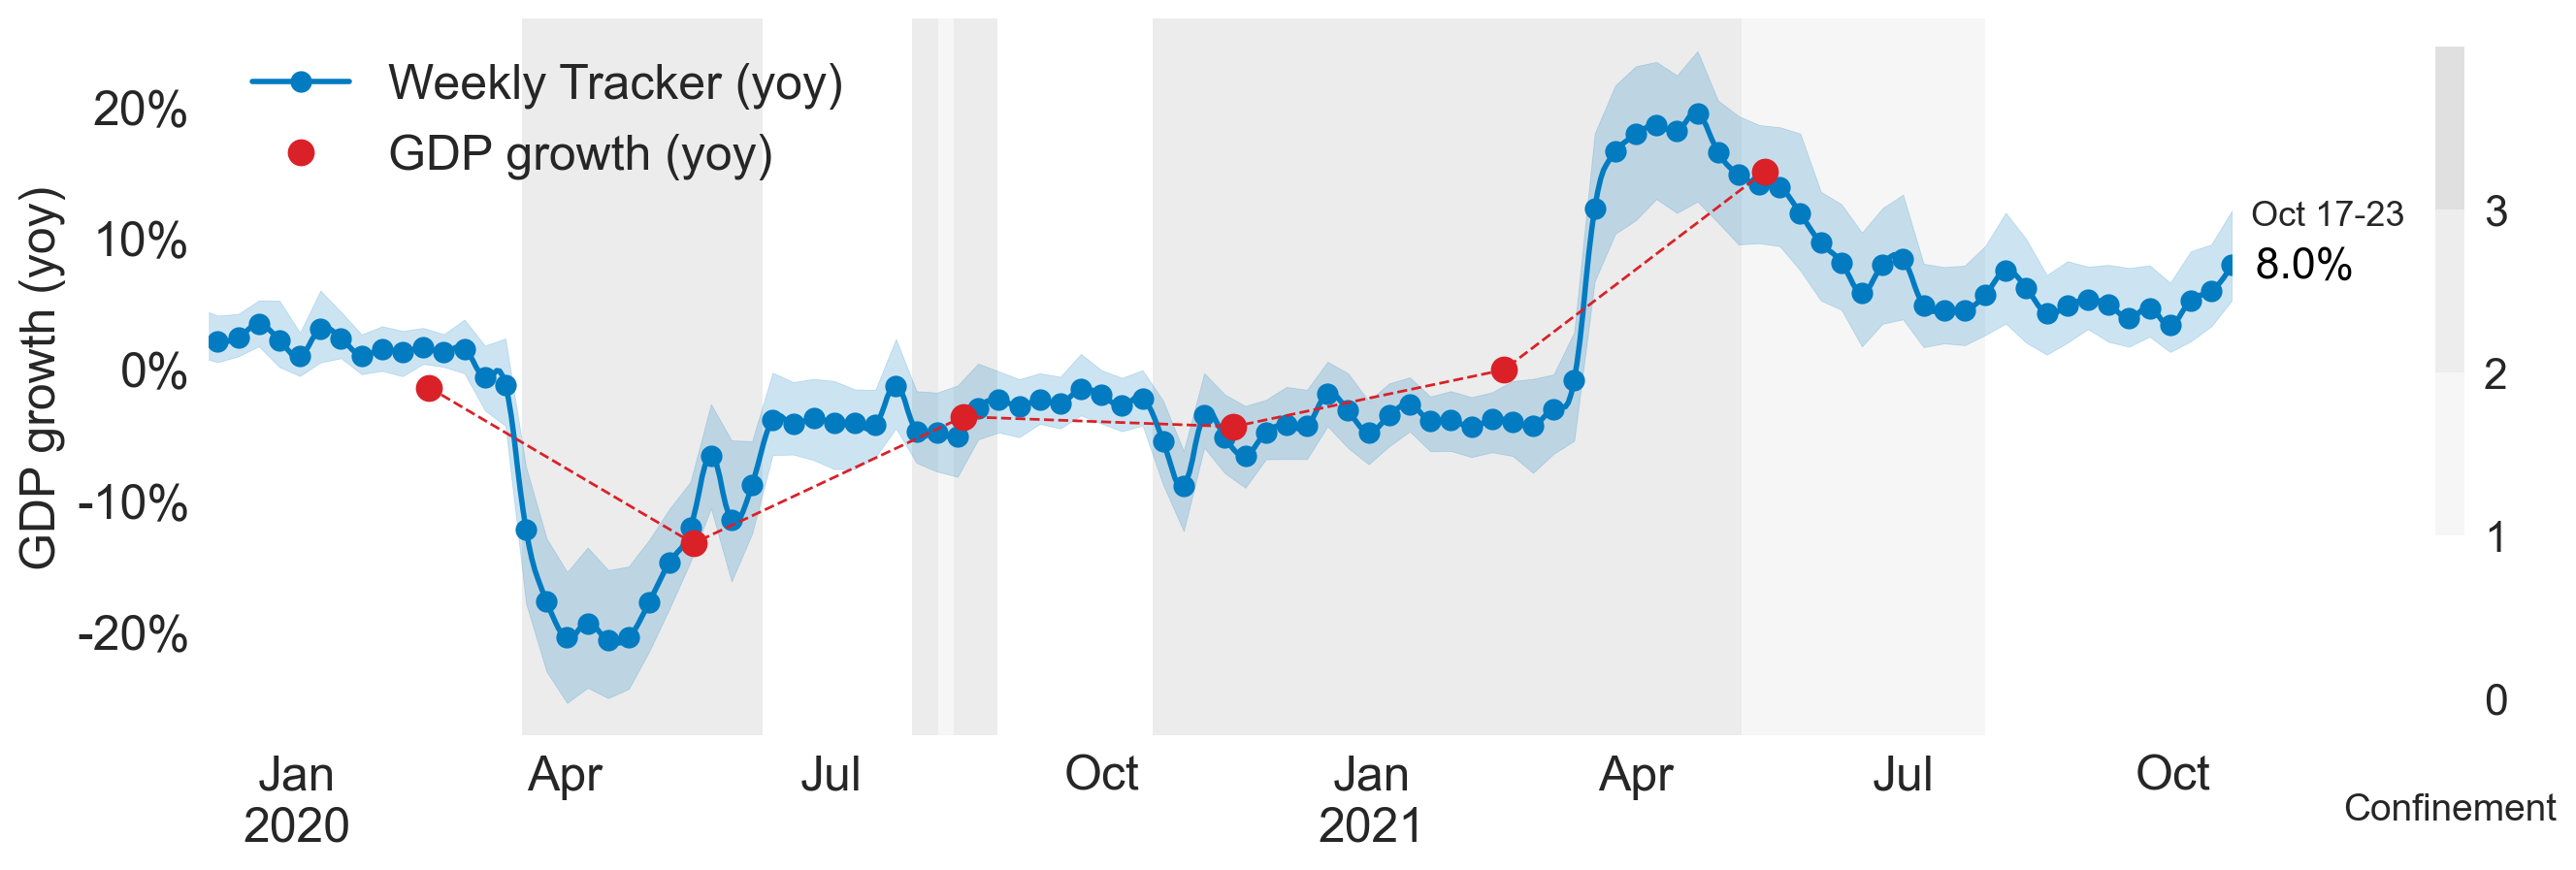 Weekly Tracker (yoy)
GDP growth (yoy)
GDP growth (yoy)
20%
10%
0%
-10%
-20%
Oct 17-23
8.0%
3
2
1
0
Confinement
Jan Apr Jul Oct Jan Apr Jul Oct
2020 2021